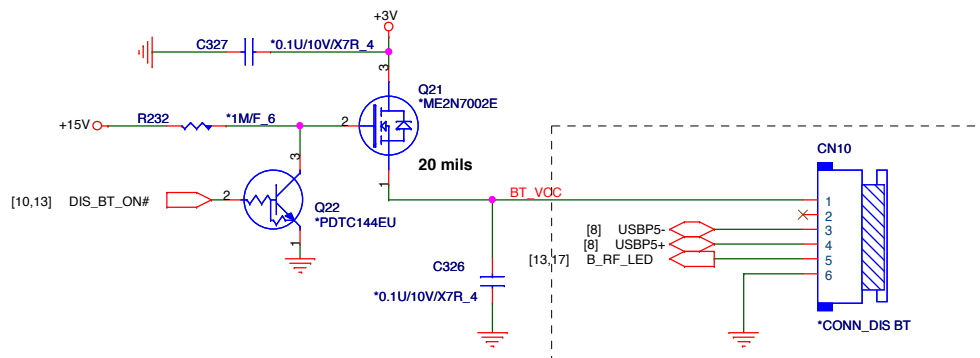 +3V
C327 *0.1U/10V/X7R_4
3
Q21
*ME2N7002E
+15V R232 *1M/F_6 2
CN10
3 20 mils
1
[10,13] DIS_BT_ON# 2 BT_VCC 1
Q22 2
*PDTC144EU [8] USBP5- 3
1 [8] USBP5+ 4
C326 [13,17] B_RF_LED 5
6
*0.1U/10V/X7R_4
*CONN_DIS BT